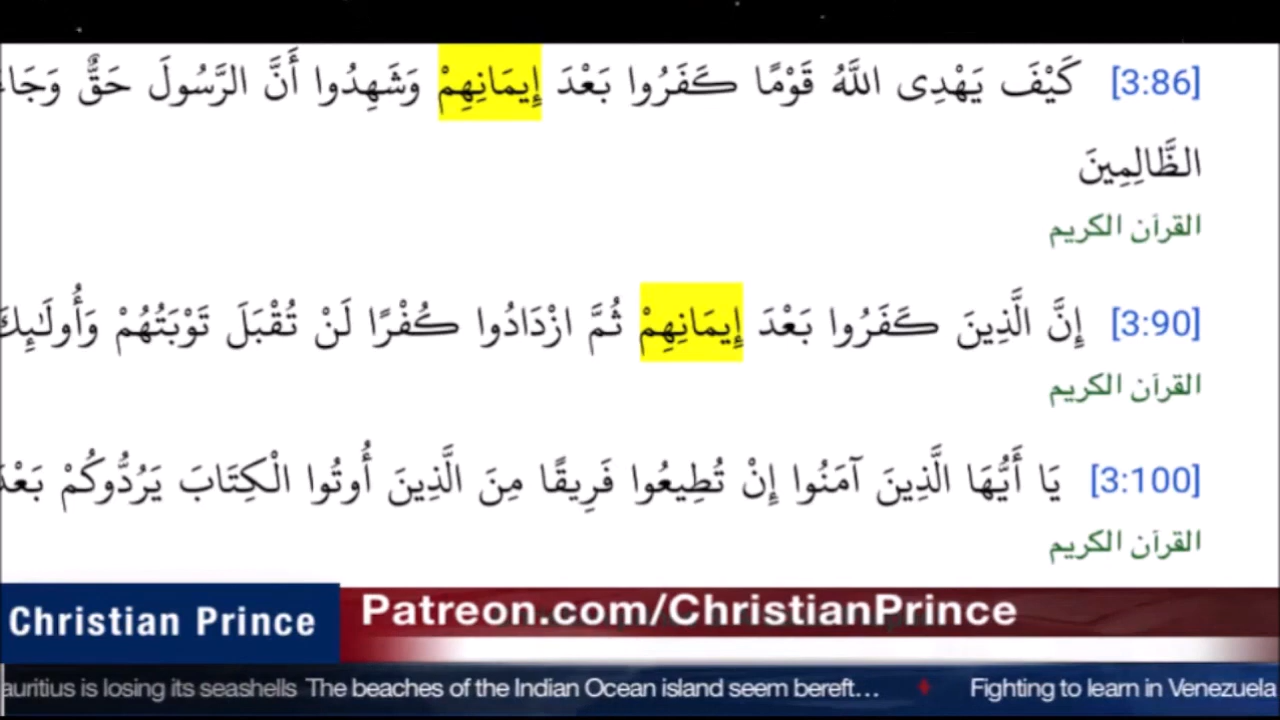 [3:86] كَيْفَ يَهْدِى اللَّهُ قَوْمًا كَفَرُوا بَعْدَ إِيمَانِهِمْ وَشَهِدُوا أَنَّ الرَّسُولَ حَقٌّ وَجَاءَ
الظَّالِمِينَ
القرآن الكريم
[3:90] إِنَّ الَّذِينَ كَفَرُوا بَعْدَ إِيمَانِهِمْ ثُمَّ ازْدَادُوا كُفْرًا لَنْ تُقْبَلَ تَوْبَتُهُمْ وَأُولَٰئِكَ
القرآن الكريم
[3:100] يَا أَيُّهَا الَّذِينَ آمَنُوا إِنْ تُطِيعُوا فَرِيقًا مِنَ الَّذِينَ أُوتُوا الْكِتَابَ يَرُدُّوكُمْ بَعْدَ
القرآن الكريم
Christian Prince
Patreon.com/ChristianPrince
auritius is losing its seashells The beaches of the Indian Ocean island seem bereft... Fighting to learn in Venezuela